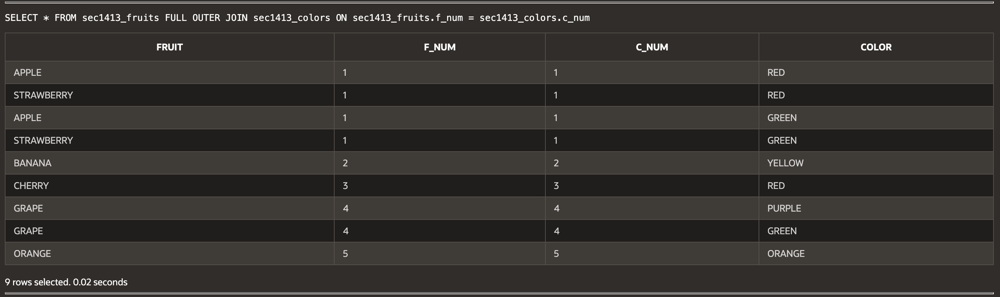 SELECT * FROM sec1413_fruits FULL OUTER JOIN sec1413_colors ON sec1413_fruits.f_num = sec1413_colors.c_num
FRUIT F_NUM C_NUM COLOR
APPLE 1 1 RED
STRAWBERRY 1 1 RED
APPLE 1 1 GREEN
STRAWBERRY 1 1 GREEN
BANANA 2 2 YELLOW
CHERRY 3 3 RED
GRAPE 4 4 PURPLE
GRAPE 4 4 GREEN
ORANGE 5 5 ORANGE
9 rows selected. 0.02 seconds